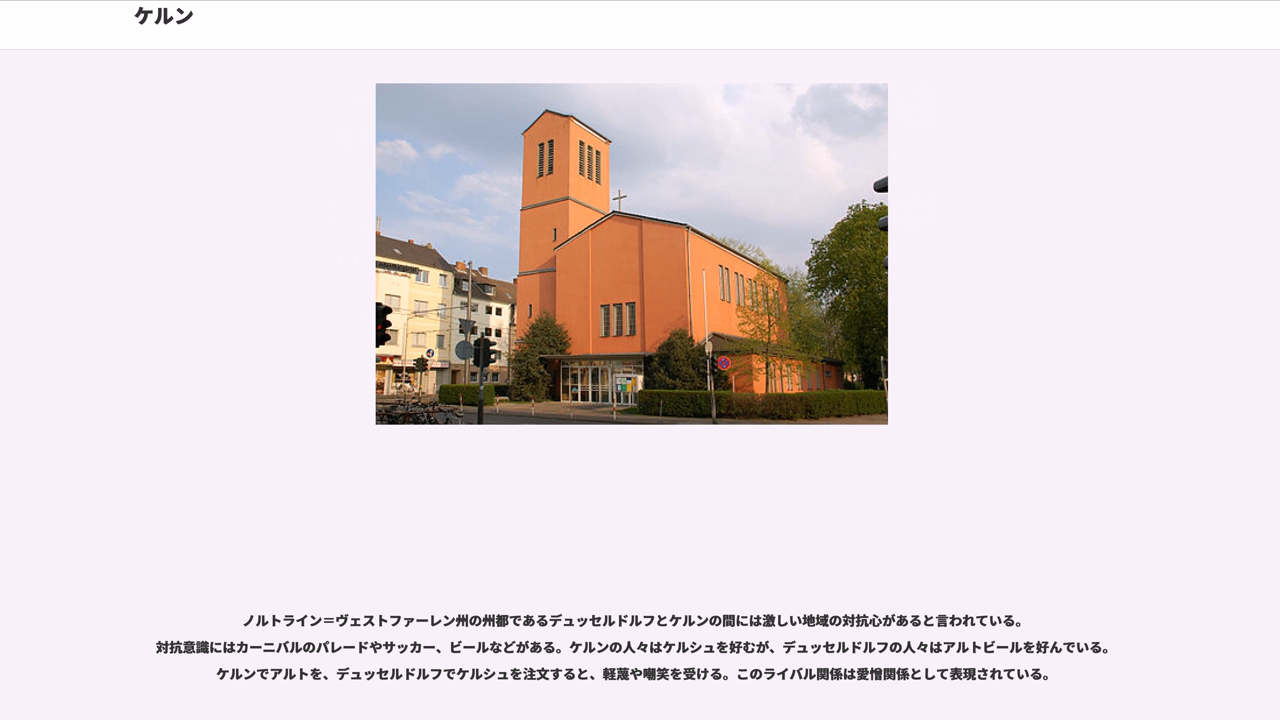 ケルン
ノルトライン＝ヴェストファーレン州の州都であるデュッセルドルフとケルンの間には激しい地域の対抗心があると言われている。
対抗意識にはカーニバルのパレードやサッカー、ビールなどがある。ケルンの人々はケルシュを好むが、デュッセルドルフの人々はアルトビールを好んでいる。
ケルンでアルトを、デュッセルドルフでケルシュを注文すると、軽蔑や嘲笑を受ける。このライバル関係は愛憎関係として表現されている。